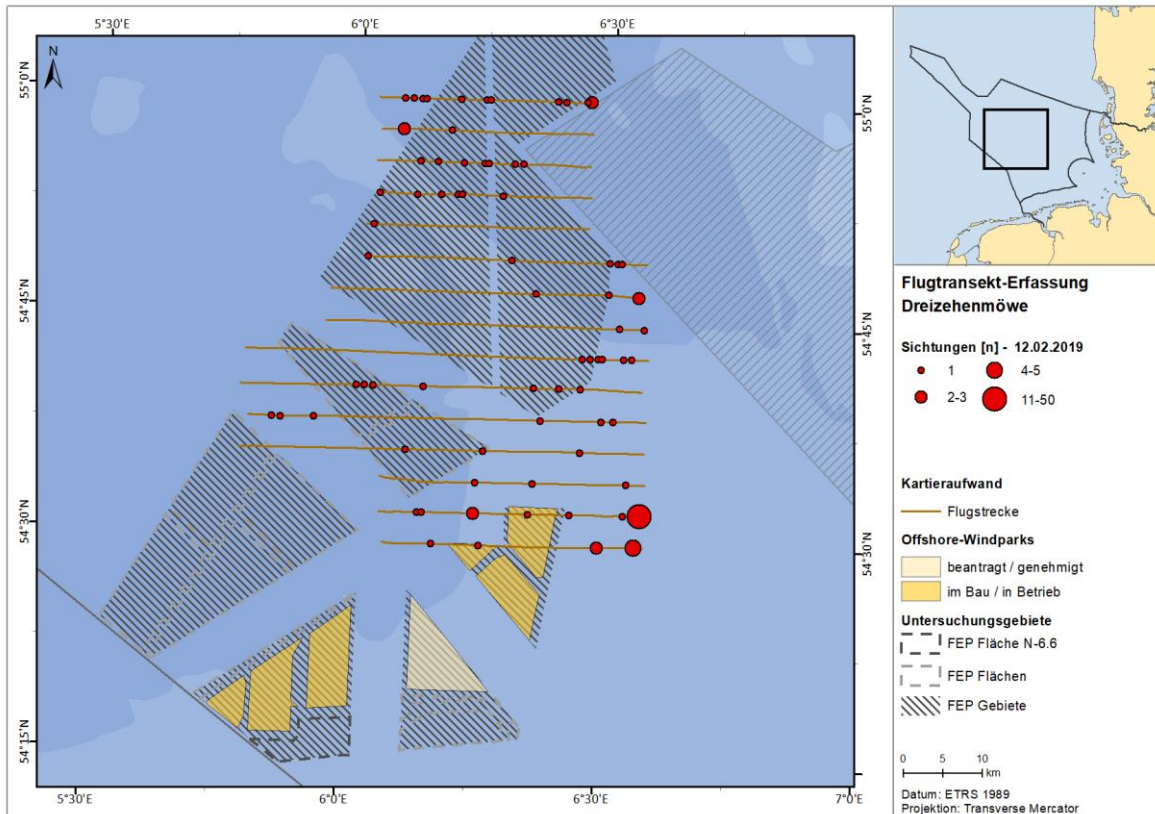 5°30'E
6°0'E
6°30'E
N
55°0'N
54°45'N
54°30'N
54°15'N
55°0'N
54°45'N
54°30'N
5°30'E
6°0'E
6°30'E
7°0'E
Flugtransekt-Erfassung
Dreizehenmöwe
Sichtungen [n] - 12.02.2019
1
4-5
2-3
11-50
Kartieraufwand
Flugstrecke
Offshore-Windparks
beantragt / genehmigt
im Bau / in Betrieb
Untersuchungsgebiete
FEP Fläche N-6.6
FEP Flächen
FEP Gebiete
0 5 10
km
Datum: ETRS 1989
Projektion: Transverse Mercator